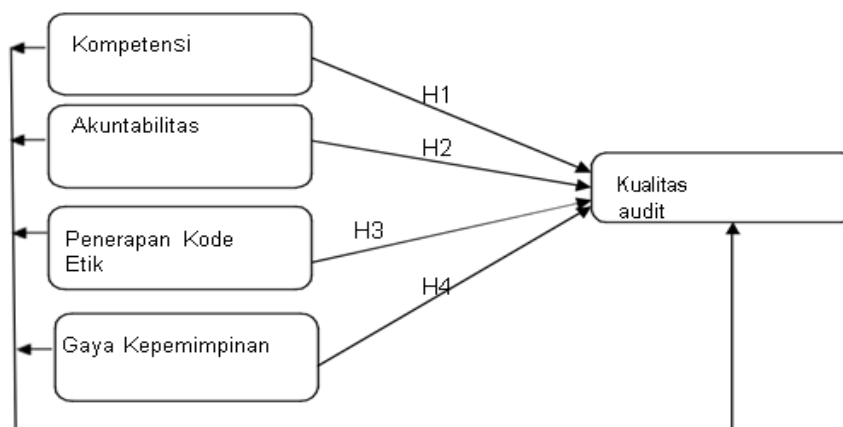 Kompetensi
H1
Akuntabilitas
H2
Kualitas
audit
Penerapan Kode
Etik
H3
H4
Gaya Kepemimpinan